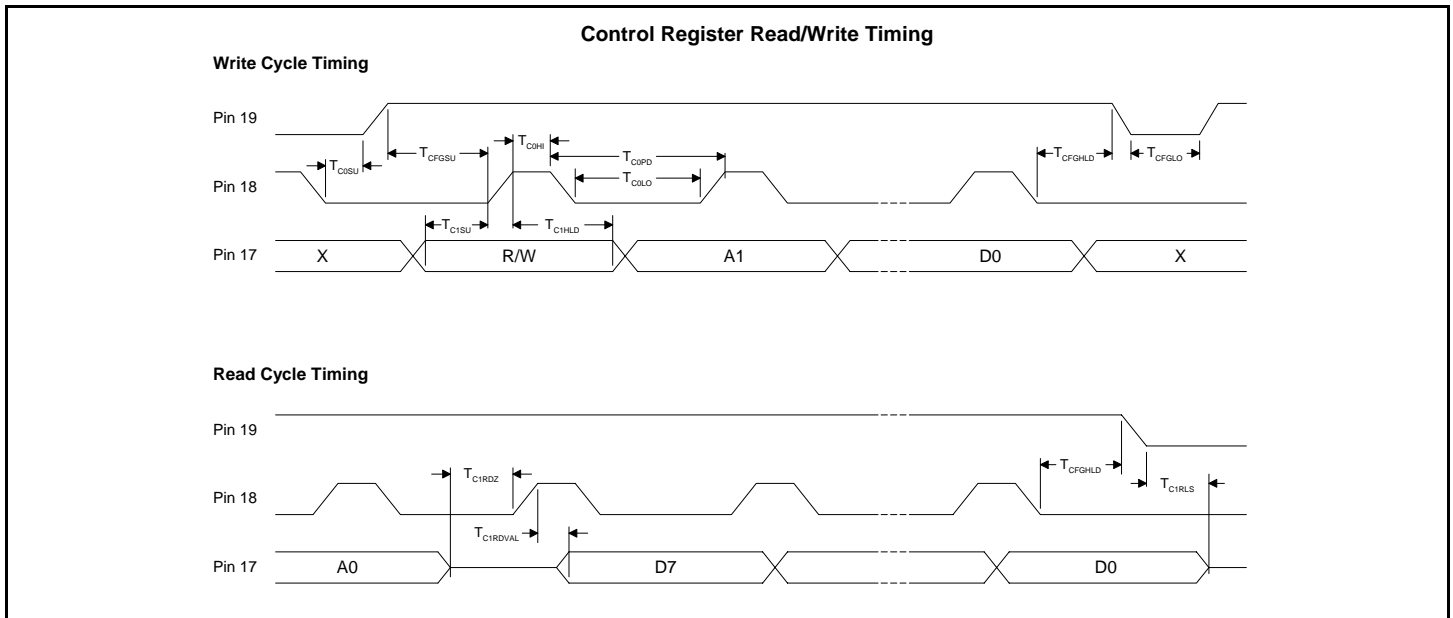 Control Register Read/Write Timing
Write Cycle Timing
Pin 19
TC0HI
TC0SU
TCFGSU
TC0PD
TCFGHLD
TCFGLO
Pin 18
TC0LO
TC1SU
TC1HLD
Pin 17
X
R/W
A1
D0
X
Read Cycle Timing
Pin 19
TC1RDZ
TCFGHLD
TC1RLS
Pin 18
TC1RDVAL
Pin 17
A0
D7
D0